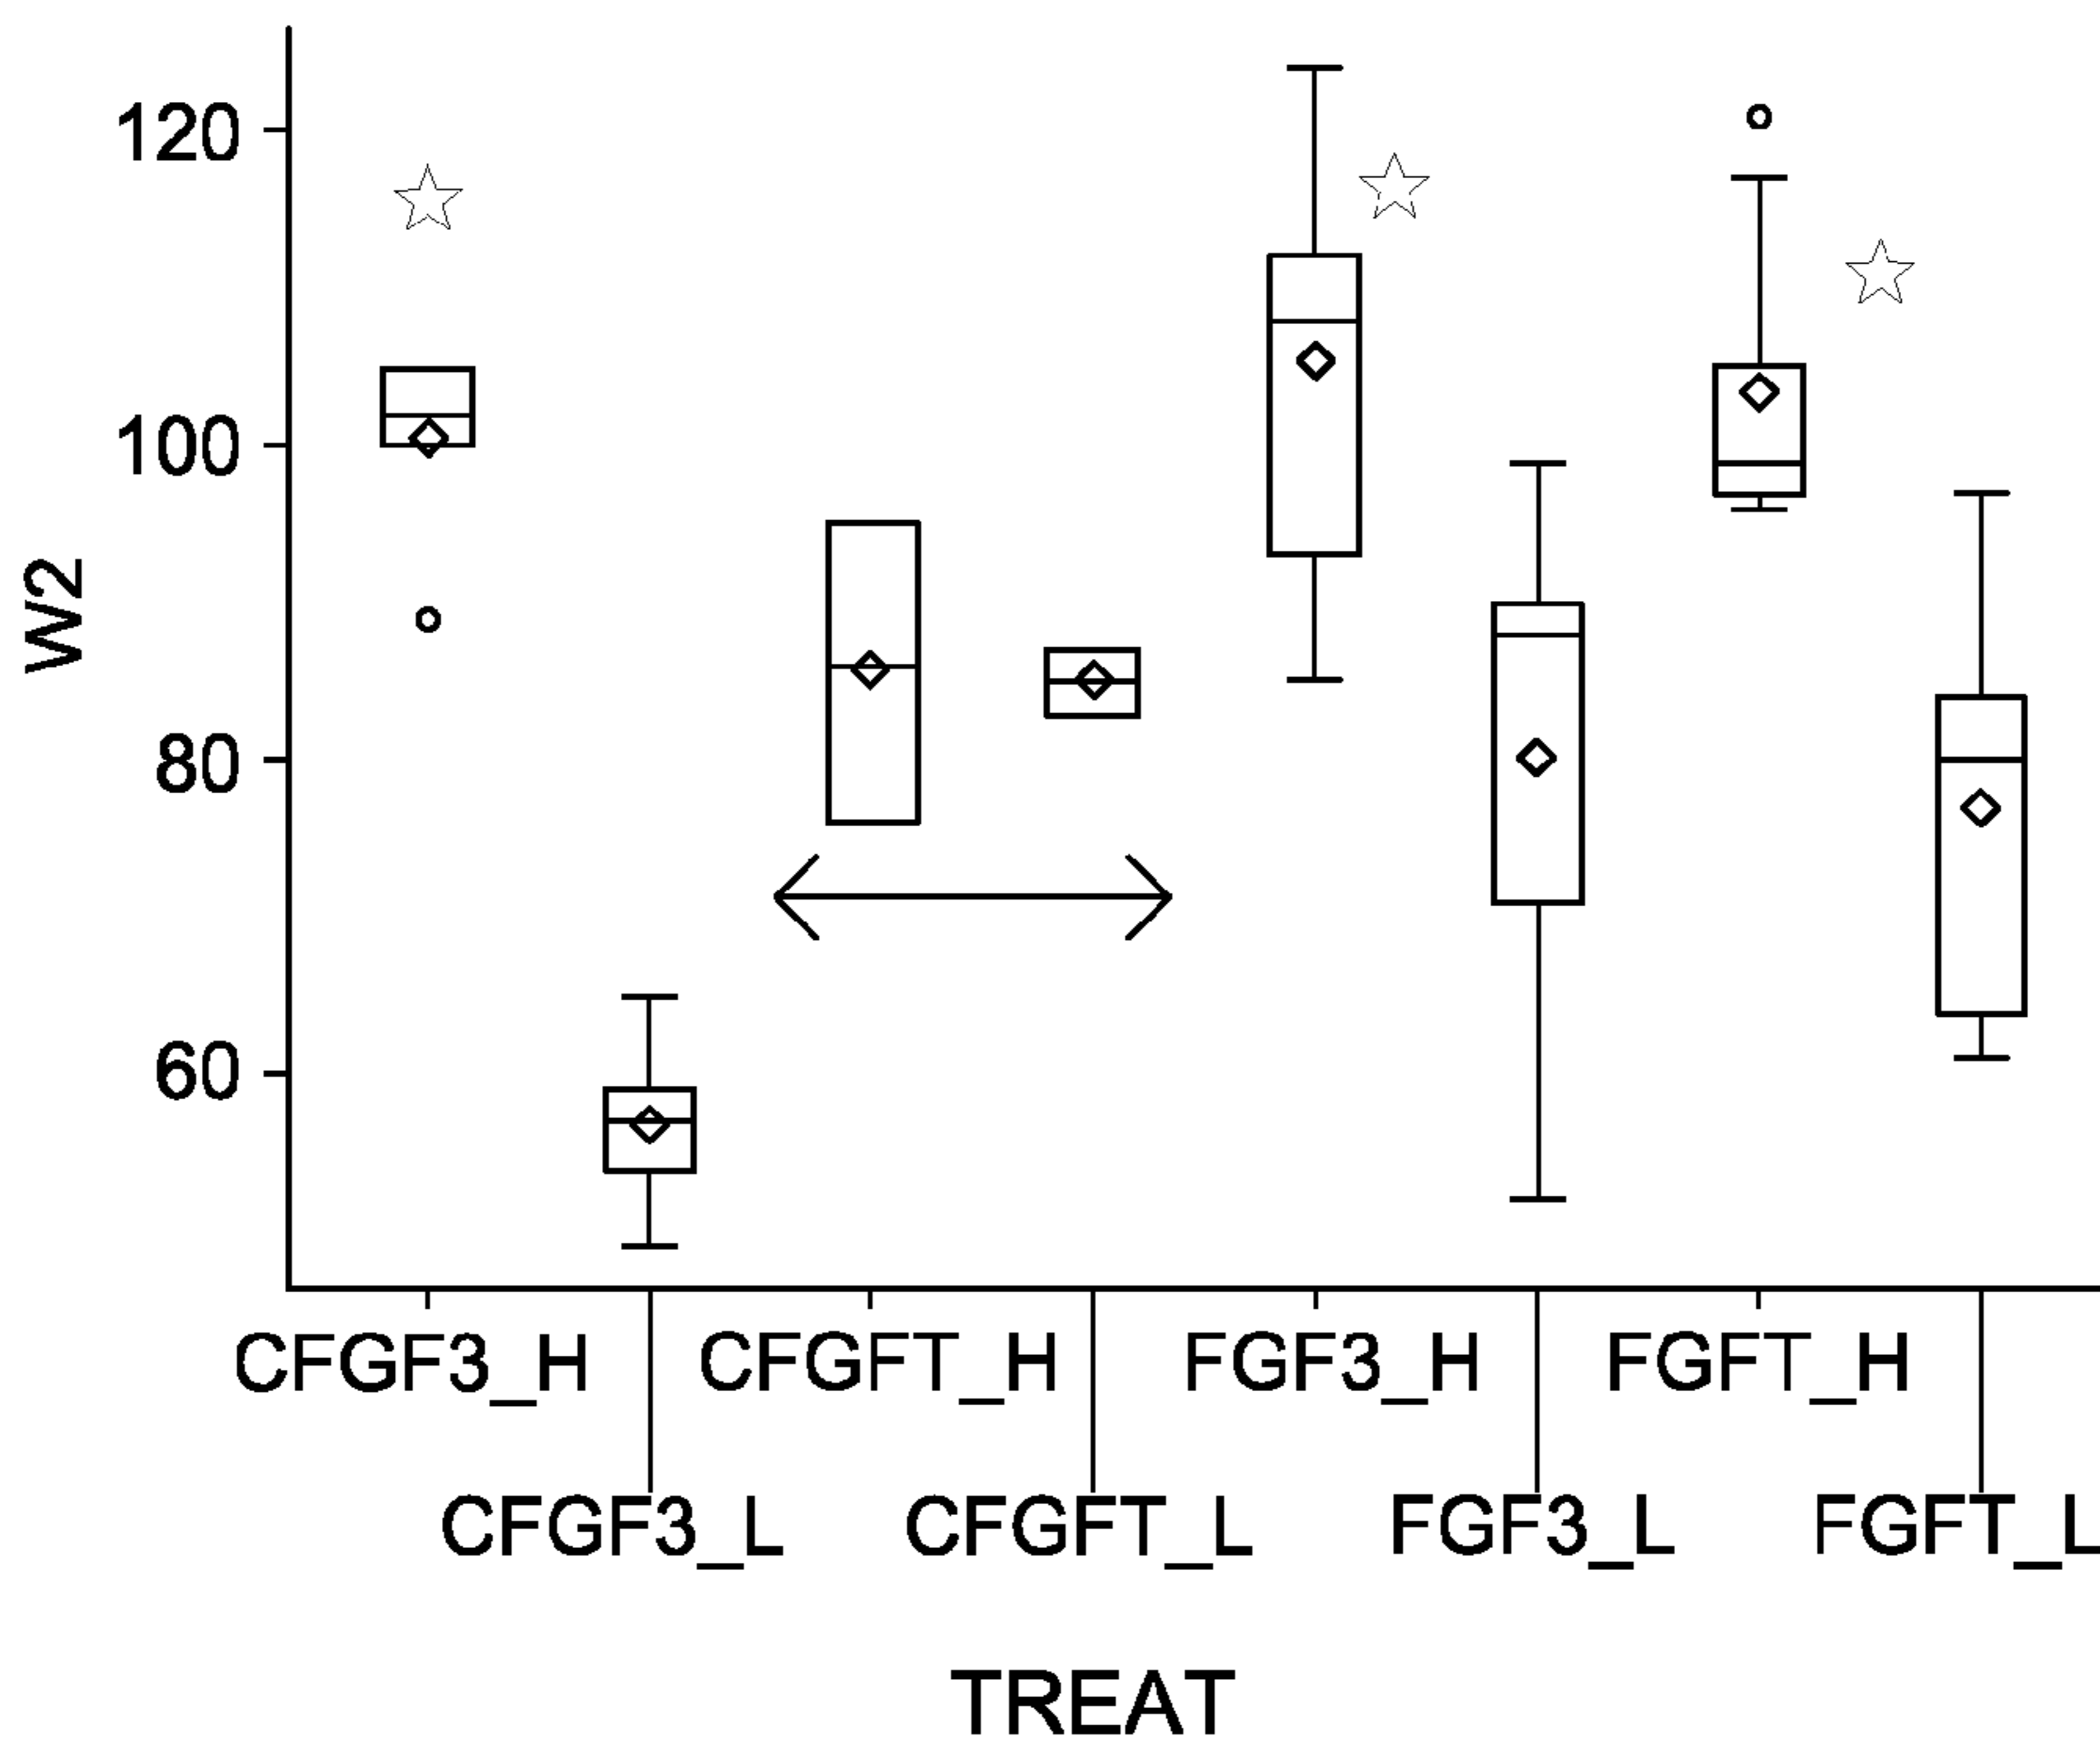 120
100
80
60
W2
CFGF3_H CFGFT_H FGF3_H FGFT_H
CFGF3_L CFGFT_L FGF3_L FGFT_L
TREAT